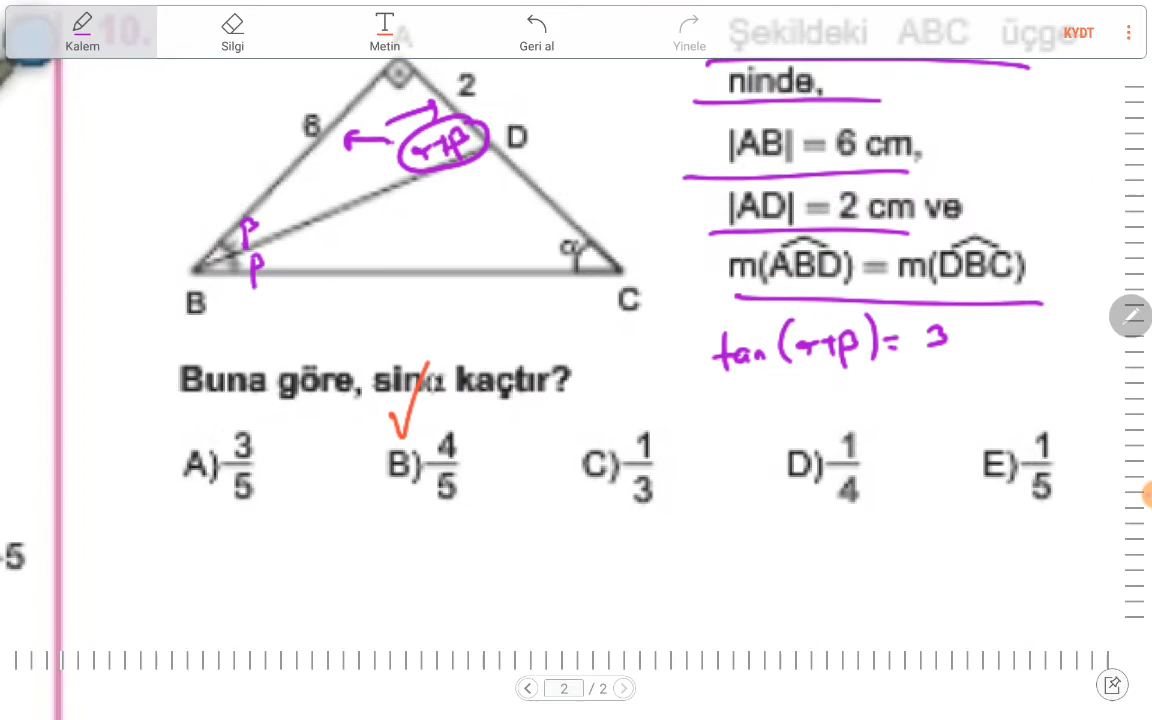 Kalem Silgi Metin Geri al Yinele KYDT
10.
A
Şekildeki ABC üçge
ninde,
6
2
D
α+β
|AB| = 6 cm,
|AD| = 2 cm ve
m(ABD) = m(DBC)
β
β
α
B
C
tan (α+β) = 3
Buna göre, sinα kaçtır?
A) 3/5 B) 4/5 C) 1/3 D) 1/4 E) 1/5
-5
2 / 2